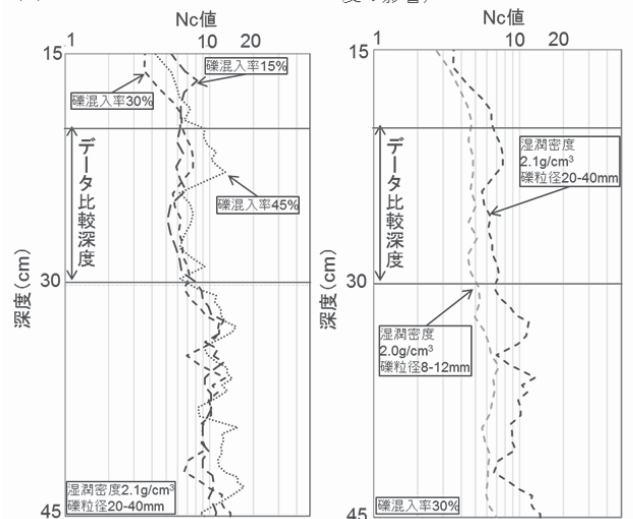 Nc値
1 10 20
15
礫混入率15%
礫混入率30%
データ比較深度
礫混入率45%
深度(cm)
30
湿潤密度2.1g/cm³
礫粒径20-40mm
45
Nc値
1 10 20
15
湿潤密度
2.1g/cm³
礫粒径20-40mm
データ比較深度
深度(cm)
30
湿潤密度
2.0g/cm³
礫粒径8-12mm
礫混入率30%
45